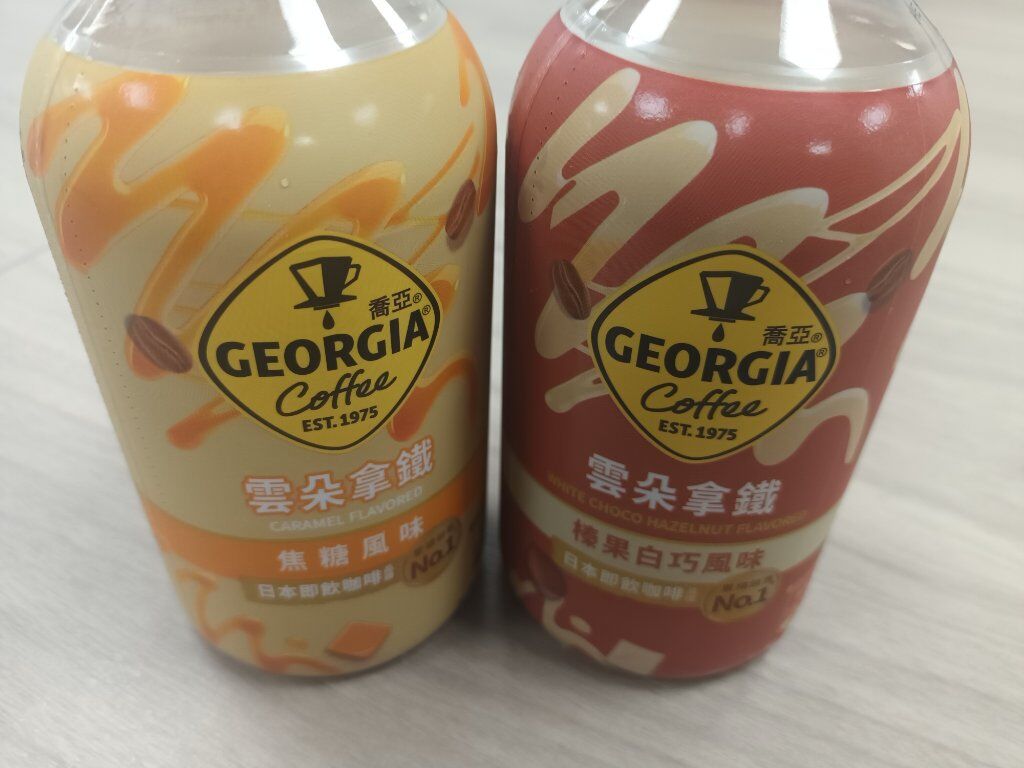 喬亞®
GEORGIA®
Coffee
EST. 1975
雲朵拿鐵
CARAMEL FLAVORED
焦糖風味
日本即飲咖啡
No.1
喬亞®
GEORGIA®
Coffee
EST. 1975
雲朵拿鐵
WHITE CHOCO HAZELNUT FLAVORED
榛果白巧風味
日本即飲咖啡
No.1